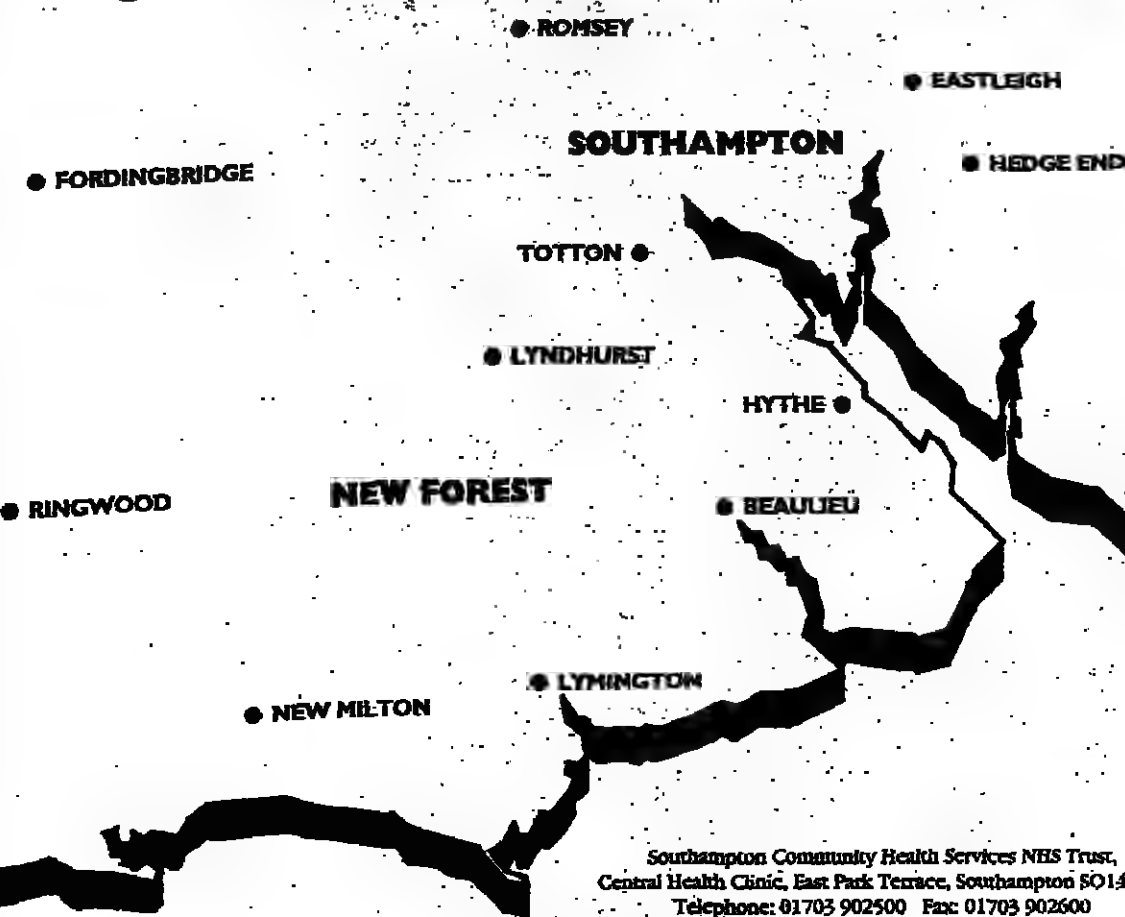 ROMSEY
EASTLEIGH
SOUTHAMPTON
HEDGE END
FORDINGBRIDGE
TOTTON
LYNDHURST
HYTHE
NEW FOREST
RINGWOOD
BEAULIEU
LYMINGTON
NEW MILTON
Southampton Community Health Services NHS Trust,
Central Health Clinic, East Park Terrace, Southampton SO14
Telephone: 01703 902500 Fax: 01703 902600